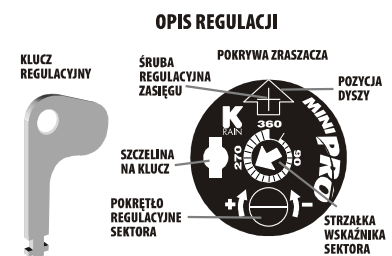 OPIS REGULACJI
KLUCZ
REGULACYJNY
ŚRUBA
REGULACYJNA
ZASIĘGU
POKRYWA ZRASZACZA
POZYCJA
DYSZY
K
RAIN
MINI PRO
360
270
90
SZCZELINA
NA KLUCZ
POKRĘTŁO
REGULACYJNE
SEKTORA
+
–
STRZAŁKA
WSKAŹNIKA
SEKTORA